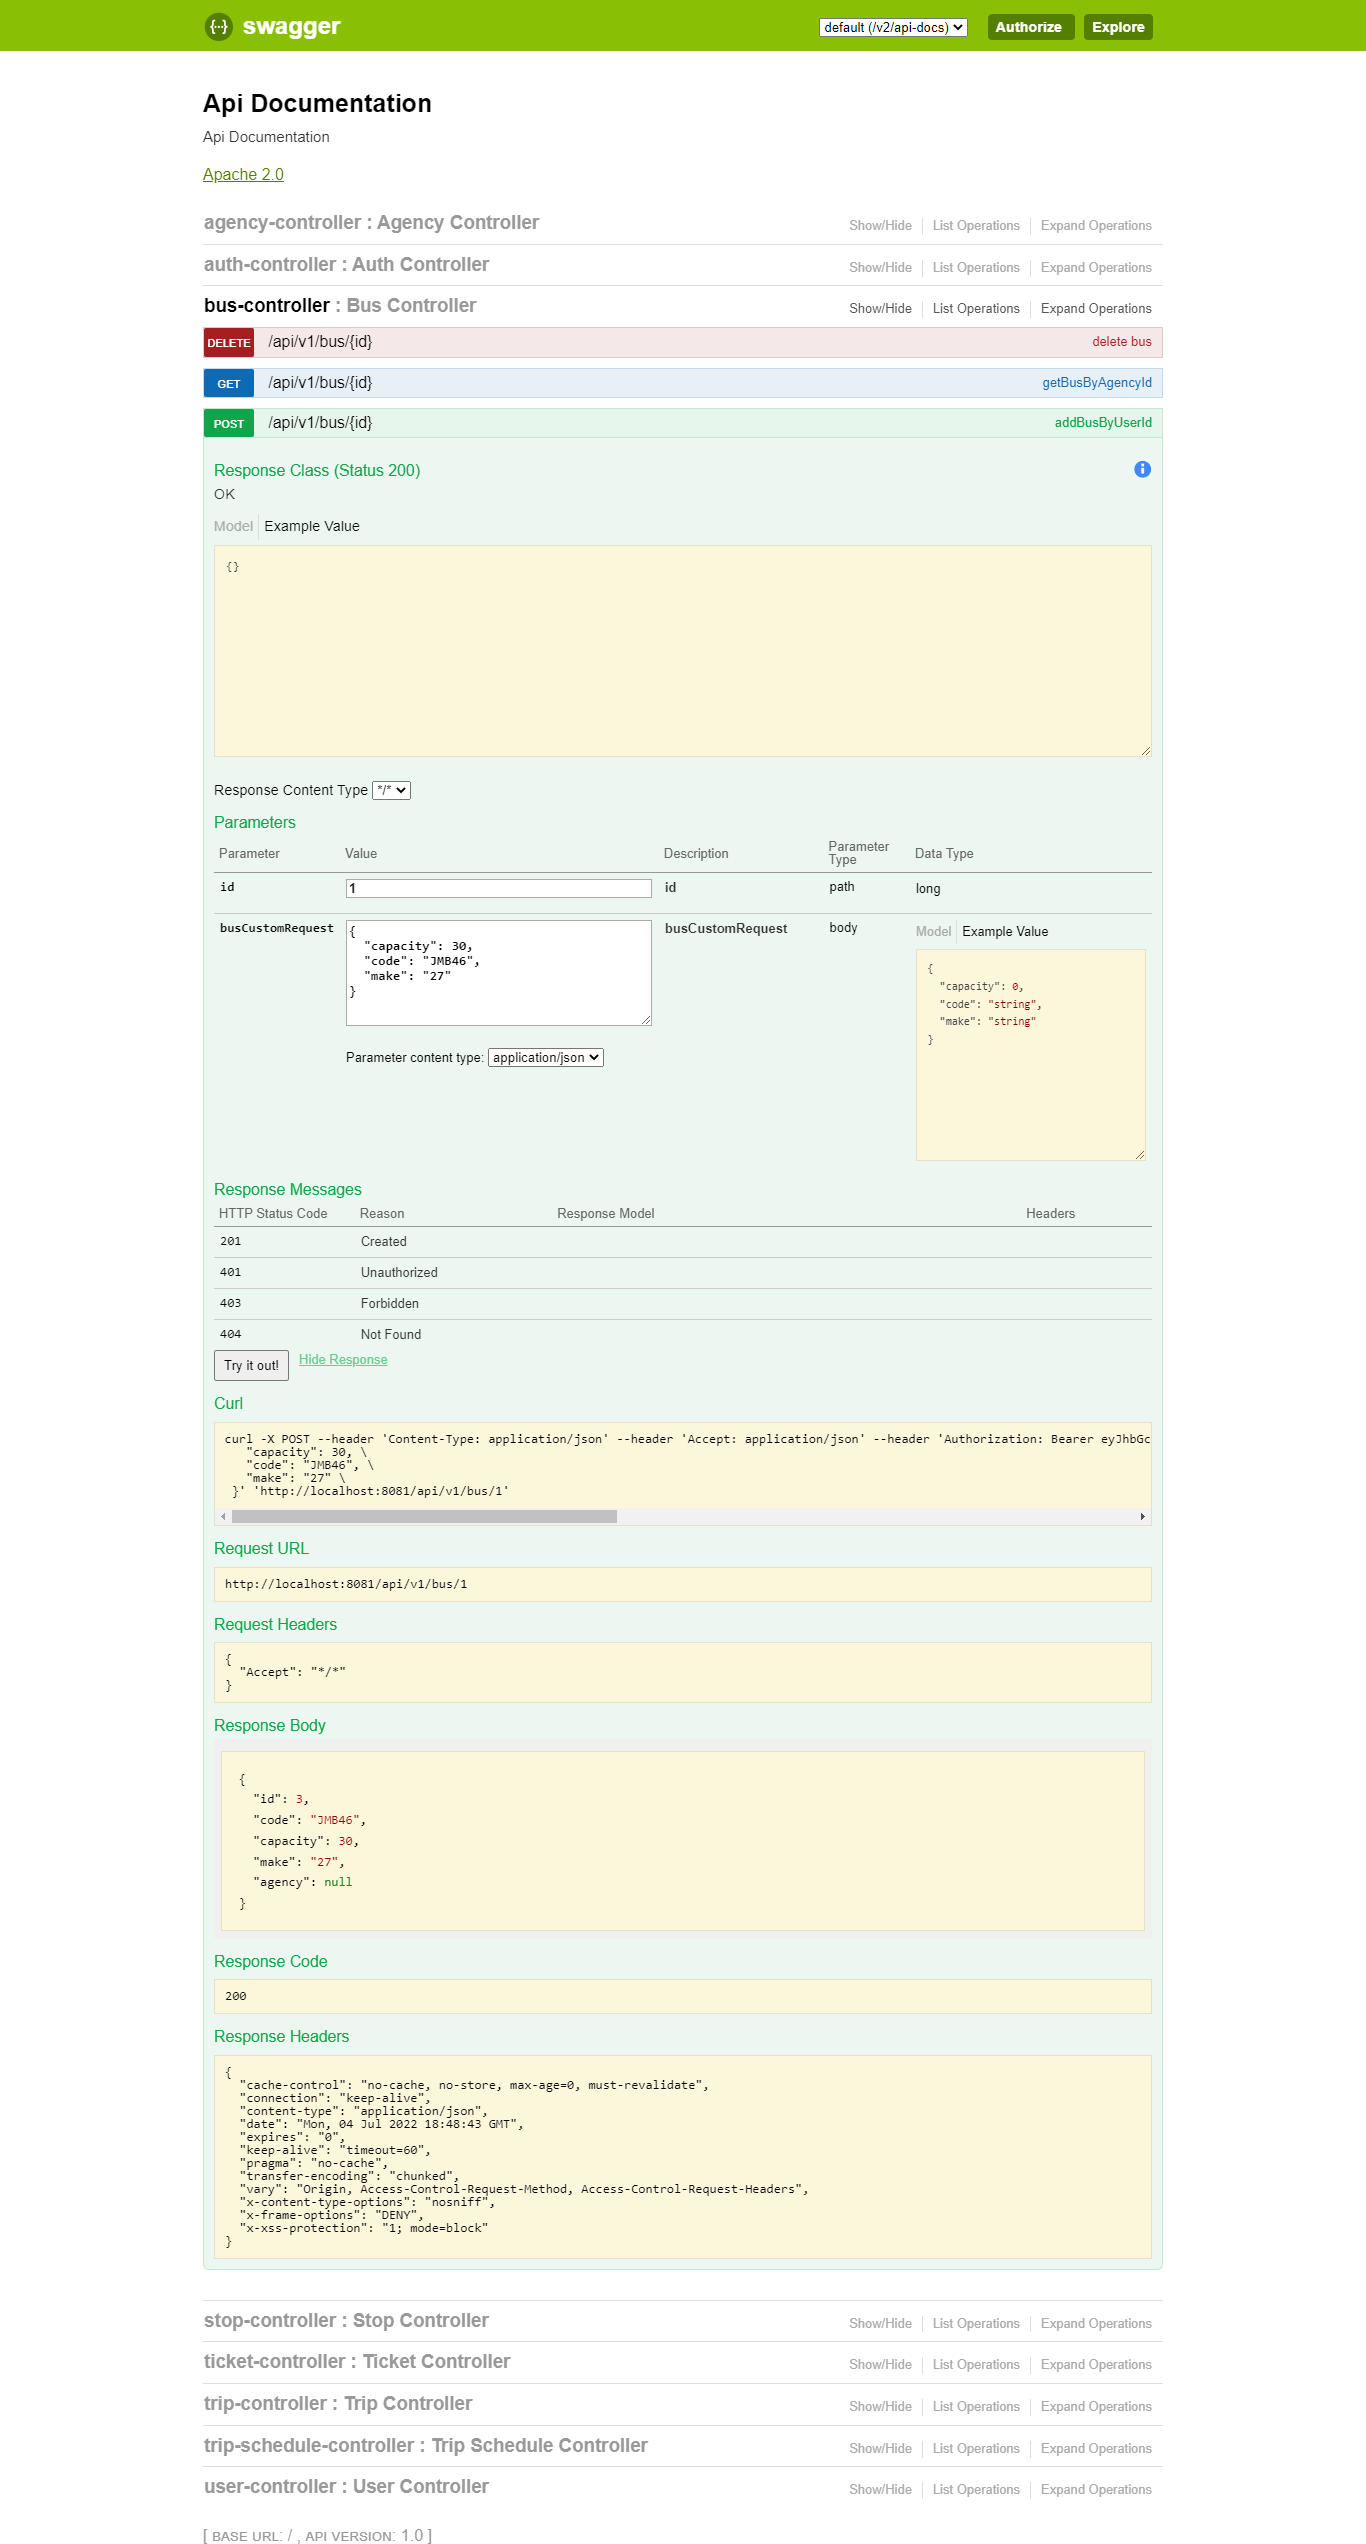 swagger
default (/v2/api-docs)
Authorize
Explore
Api Documentation
Api Documentation
Apache 2.0
agency-controller : Agency Controller
Show/Hide
List Operations
Expand Operations
auth-controller : Auth Controller
Show/Hide
List Operations
Expand Operations
bus-controller : Bus Controller
Show/Hide
List Operations
Expand Operations
DELETE /api/v1/bus/{id} delete bus
GET /api/v1/bus/{id} getBusByAgencyId
POST /api/v1/bus/{id} addBusByUserId
Response Class (Status 200)
OK
Model Example Value
{}
Response Content Type */*
Parameters
Parameter Value Description Parameter Type Data Type
id 1 id path long
busCustomRequest
{
"capacity": 30,
"code": "JMB46",
"make": "27"
}
Parameter content type: application/json
busCustomRequest
body
Model Example Value
{
"capacity": 0,
"code": "string",
"make": "string"
}
Response Messages
HTTP Status Code Reason Response Model Headers
201 Created
401 Unauthorized
403 Forbidden
404 Not Found
Try it out! Hide Response
Curl
curl -X POST --header 'Content-Type: application/json' --header 'Accept: application/json' --header 'Authorization: Bearer eyJhbGc
"capacity": 30, \
"code": "JMB46", \
"make": "27" \
}' 'http://localhost:8081/api/v1/bus/1'
Request URL
http://localhost:8081/api/v1/bus/1
Request Headers
{
"Accept": "*/*"
}
Response Body
{
"id": 3,
"code": "JMB46",
"capacity": 30,
"make": "27",
"agency": null
}
Response Code
200
Response Headers
{
"cache-control": "no-cache, no-store, max-age=0, must-revalidate",
"connection": "keep-alive",
"content-type": "application/json",
"date": "Mon, 04 Jul 2022 18:48:43 GMT",
"expires": "0",
"keep-alive": "timeout=60",
"pragma": "no-cache",
"transfer-encoding": "chunked",
"vary": "Origin, Access-Control-Request-Method, Access-Control-Request-Headers",
"x-content-type-options": "nosniff",
"x-frame-options": "DENY",
"x-xss-protection": "1; mode=block"
}
stop-controller : Stop Controller
Show/Hide
List Operations
Expand Operations
ticket-controller : Ticket Controller
Show/Hide
List Operations
Expand Operations
trip-controller : Trip Controller
Show/Hide
List Operations
Expand Operations
trip-schedule-controller : Trip Schedule Controller
Show/Hide
List Operations
Expand Operations
user-controller : User Controller
Show/Hide
List Operations
Expand Operations
[ BASE URL: / , API VERSION: 1.0 ]